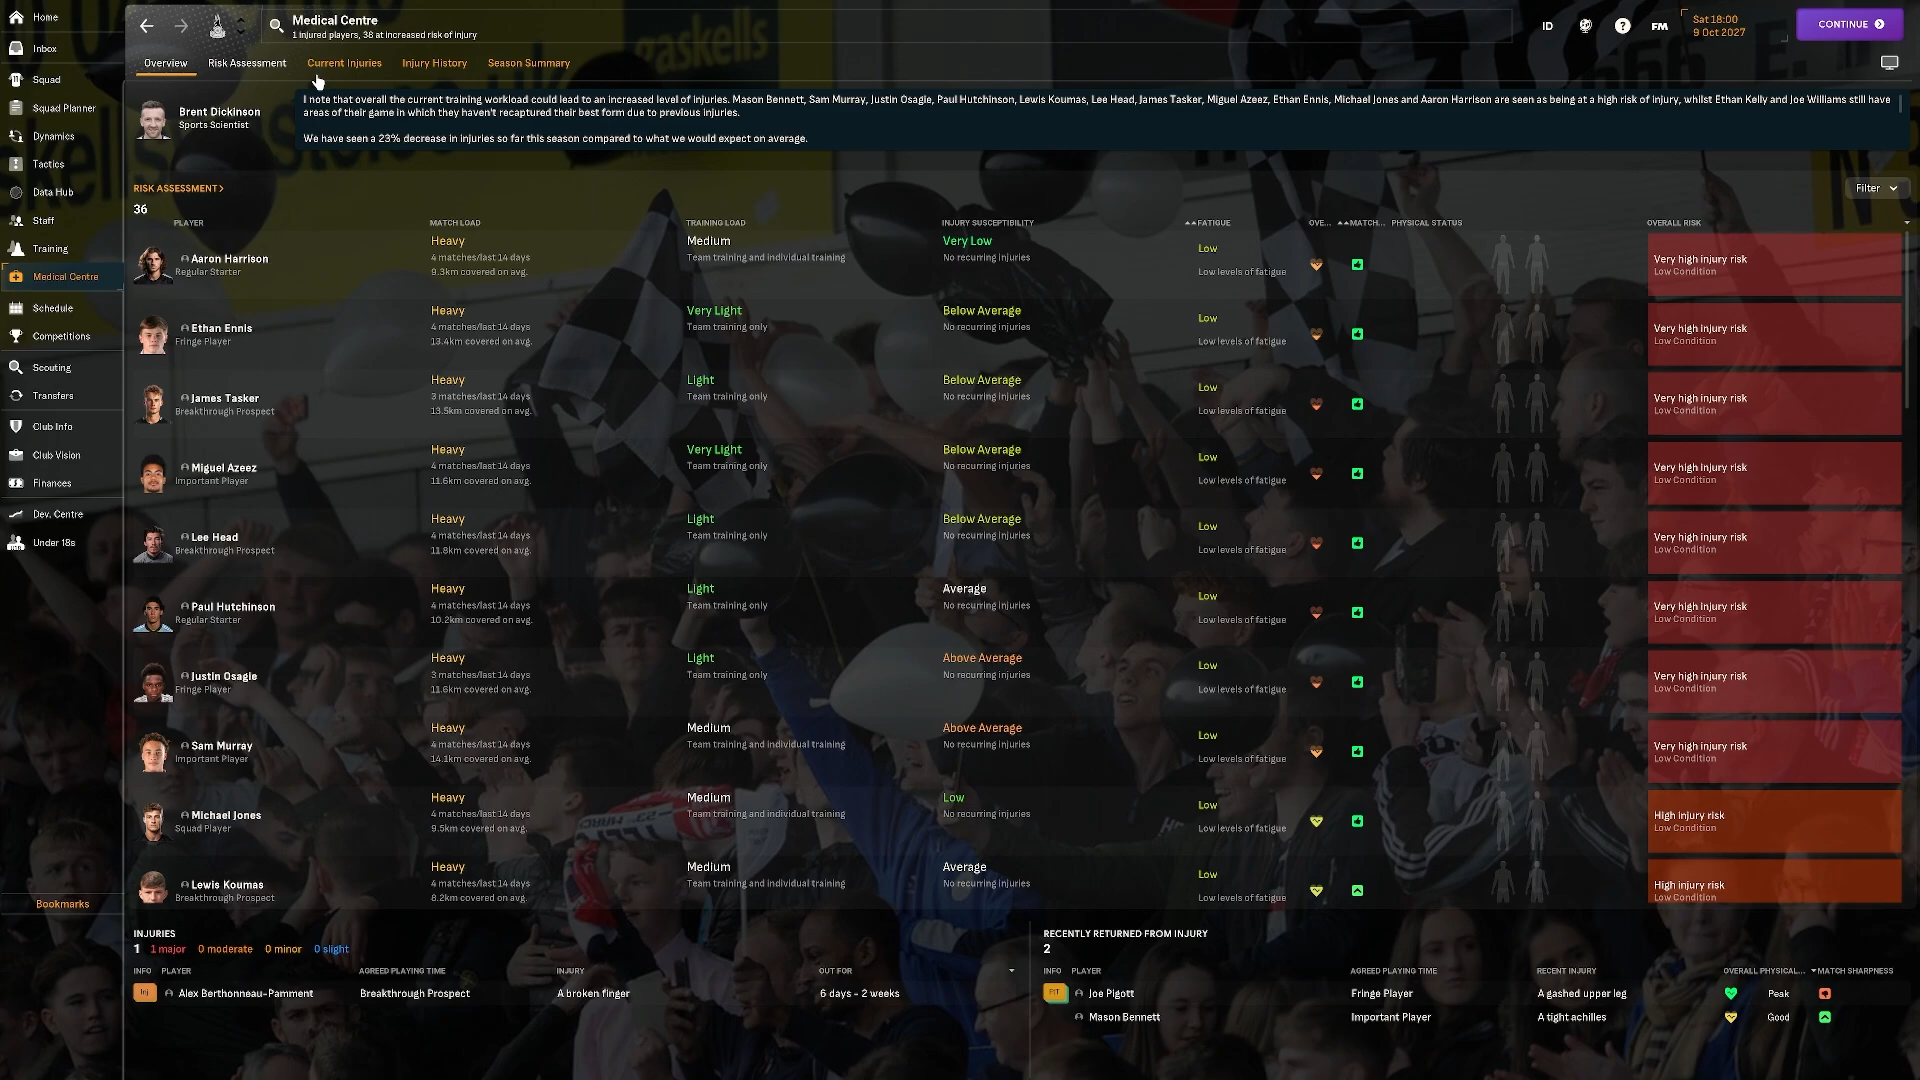 Home
Inbox
Squad
Squad Planner
Dynamics
Tactics
Data Hub
Staff
Training
Medical Centre
Schedule
Competitions
Scouting
Transfers
Club Info
Club Vision
Finances
Dev. Centre
Under 18s
Bookmarks
Medical Centre
1 injured players, 36 at increased risk of injury
ID
FM
Sat 18:00
9 Oct 2027
CONTINUE
Overview Risk Assessment Current Injuries Injury History Season Summary
Brent Dickinson
Sports Scientist
I note that overall the current training workload could lead to an increased level of injuries. Mason Bennett, Sam Murray, Justin Osagie, Paul Hutchinson, Lewis Koumas, Lee Head, James Tasker, Miguel Azeez, Ethan Ennis, Michael Jones and Aaron Harrison are seen as being at a high risk of injury, whilst Ethan Kelly and Joe Williams still have
areas of their game in which they haven't recaptured their best form due to previous injuries.
We have seen a 23% decrease in injuries so far this season compared to what we would expect on average.
RISK ASSESSMENT >
36
Filter
PLAYER MATCH LOAD TRAINING LOAD INJURY SUSCEPTIBILITY FATIGUE OVE... MATCH... PHYSICAL STATUS OVERALL RISK
Aaron Harrison
Regular Starter
Heavy
4 matches/last 14 days
9.3km covered on avg.
Medium
Team training and individual training
Very Low
No recurring injuries
Low
Low levels of fatigue
Very high injury risk
Low Condition
Ethan Ennis
Fringe Player
Heavy
4 matches/last 14 days
13.4km covered on avg.
Very Light
Team training only
Below Average
No recurring injuries
Low
Low levels of fatigue
Very high injury risk
Low Condition
James Tasker
Breakthrough Prospect
Heavy
3 matches/last 14 days
13.5km covered on avg.
Light
Team training only
Below Average
No recurring injuries
Low
Low levels of fatigue
Very high injury risk
Low Condition
Miguel Azeez
Important Player
Heavy
4 matches/last 14 days
11.6km covered on avg.
Very Light
Team training only
Below Average
No recurring injuries
Low
Low levels of fatigue
Very high injury risk
Low Condition
Lee Head
Breakthrough Prospect
Heavy
4 matches/last 14 days
11.8km covered on avg.
Light
Team training only
Below Average
No recurring injuries
Low
Low levels of fatigue
Very high injury risk
Low Condition
Paul Hutchinson
Regular Starter
Heavy
4 matches/last 14 days
10.2km covered on avg.
Light
Team training only
Average
No recurring injuries
Low
Low levels of fatigue
Very high injury risk
Low Condition
Justin Osagie
Fringe Player
Heavy
3 matches/last 14 days
11.6km covered on avg.
Light
Team training only
Above Average
No recurring injuries
Low
Low levels of fatigue
Very high injury risk
Low Condition
Sam Murray
Important Player
Heavy
4 matches/last 14 days
14.1km covered on avg.
Medium
Team training and individual training
Above Average
No recurring injuries
Low
Low levels of fatigue
Very high injury risk
Low Condition
Michael Jones
Squad Player
Heavy
4 matches/last 14 days
9.5km covered on avg.
Medium
Team training and individual training
Low
No recurring injuries
Low
Low levels of fatigue
High injury risk
Low Condition
Lewis Koumas
Breakthrough Prospect
Heavy
4 matches/last 14 days
8.2km covered on avg.
Medium
Team training and individual training
Average
No recurring injuries
Low
Low levels of fatigue
High injury risk
Low Condition
INJURIES
1 1 major 0 moderate 0 minor 0 slight
INFO PLAYER AGREED PLAYING TIME INJURY OUT FOR
Inj Alex Berthonneau-Pamment Breakthrough Prospect A broken finger 6 days - 2 weeks
RECENTLY RETURNED FROM INJURY
2
INFO PLAYER AGREED PLAYING TIME RECENT INJURY OVERALL PHYSICAL... MATCH SHARPNESS
FIT Joe Pigott Fringe Player A gashed upper leg Peak
Mason Bennett Important Player A tight achilles Good